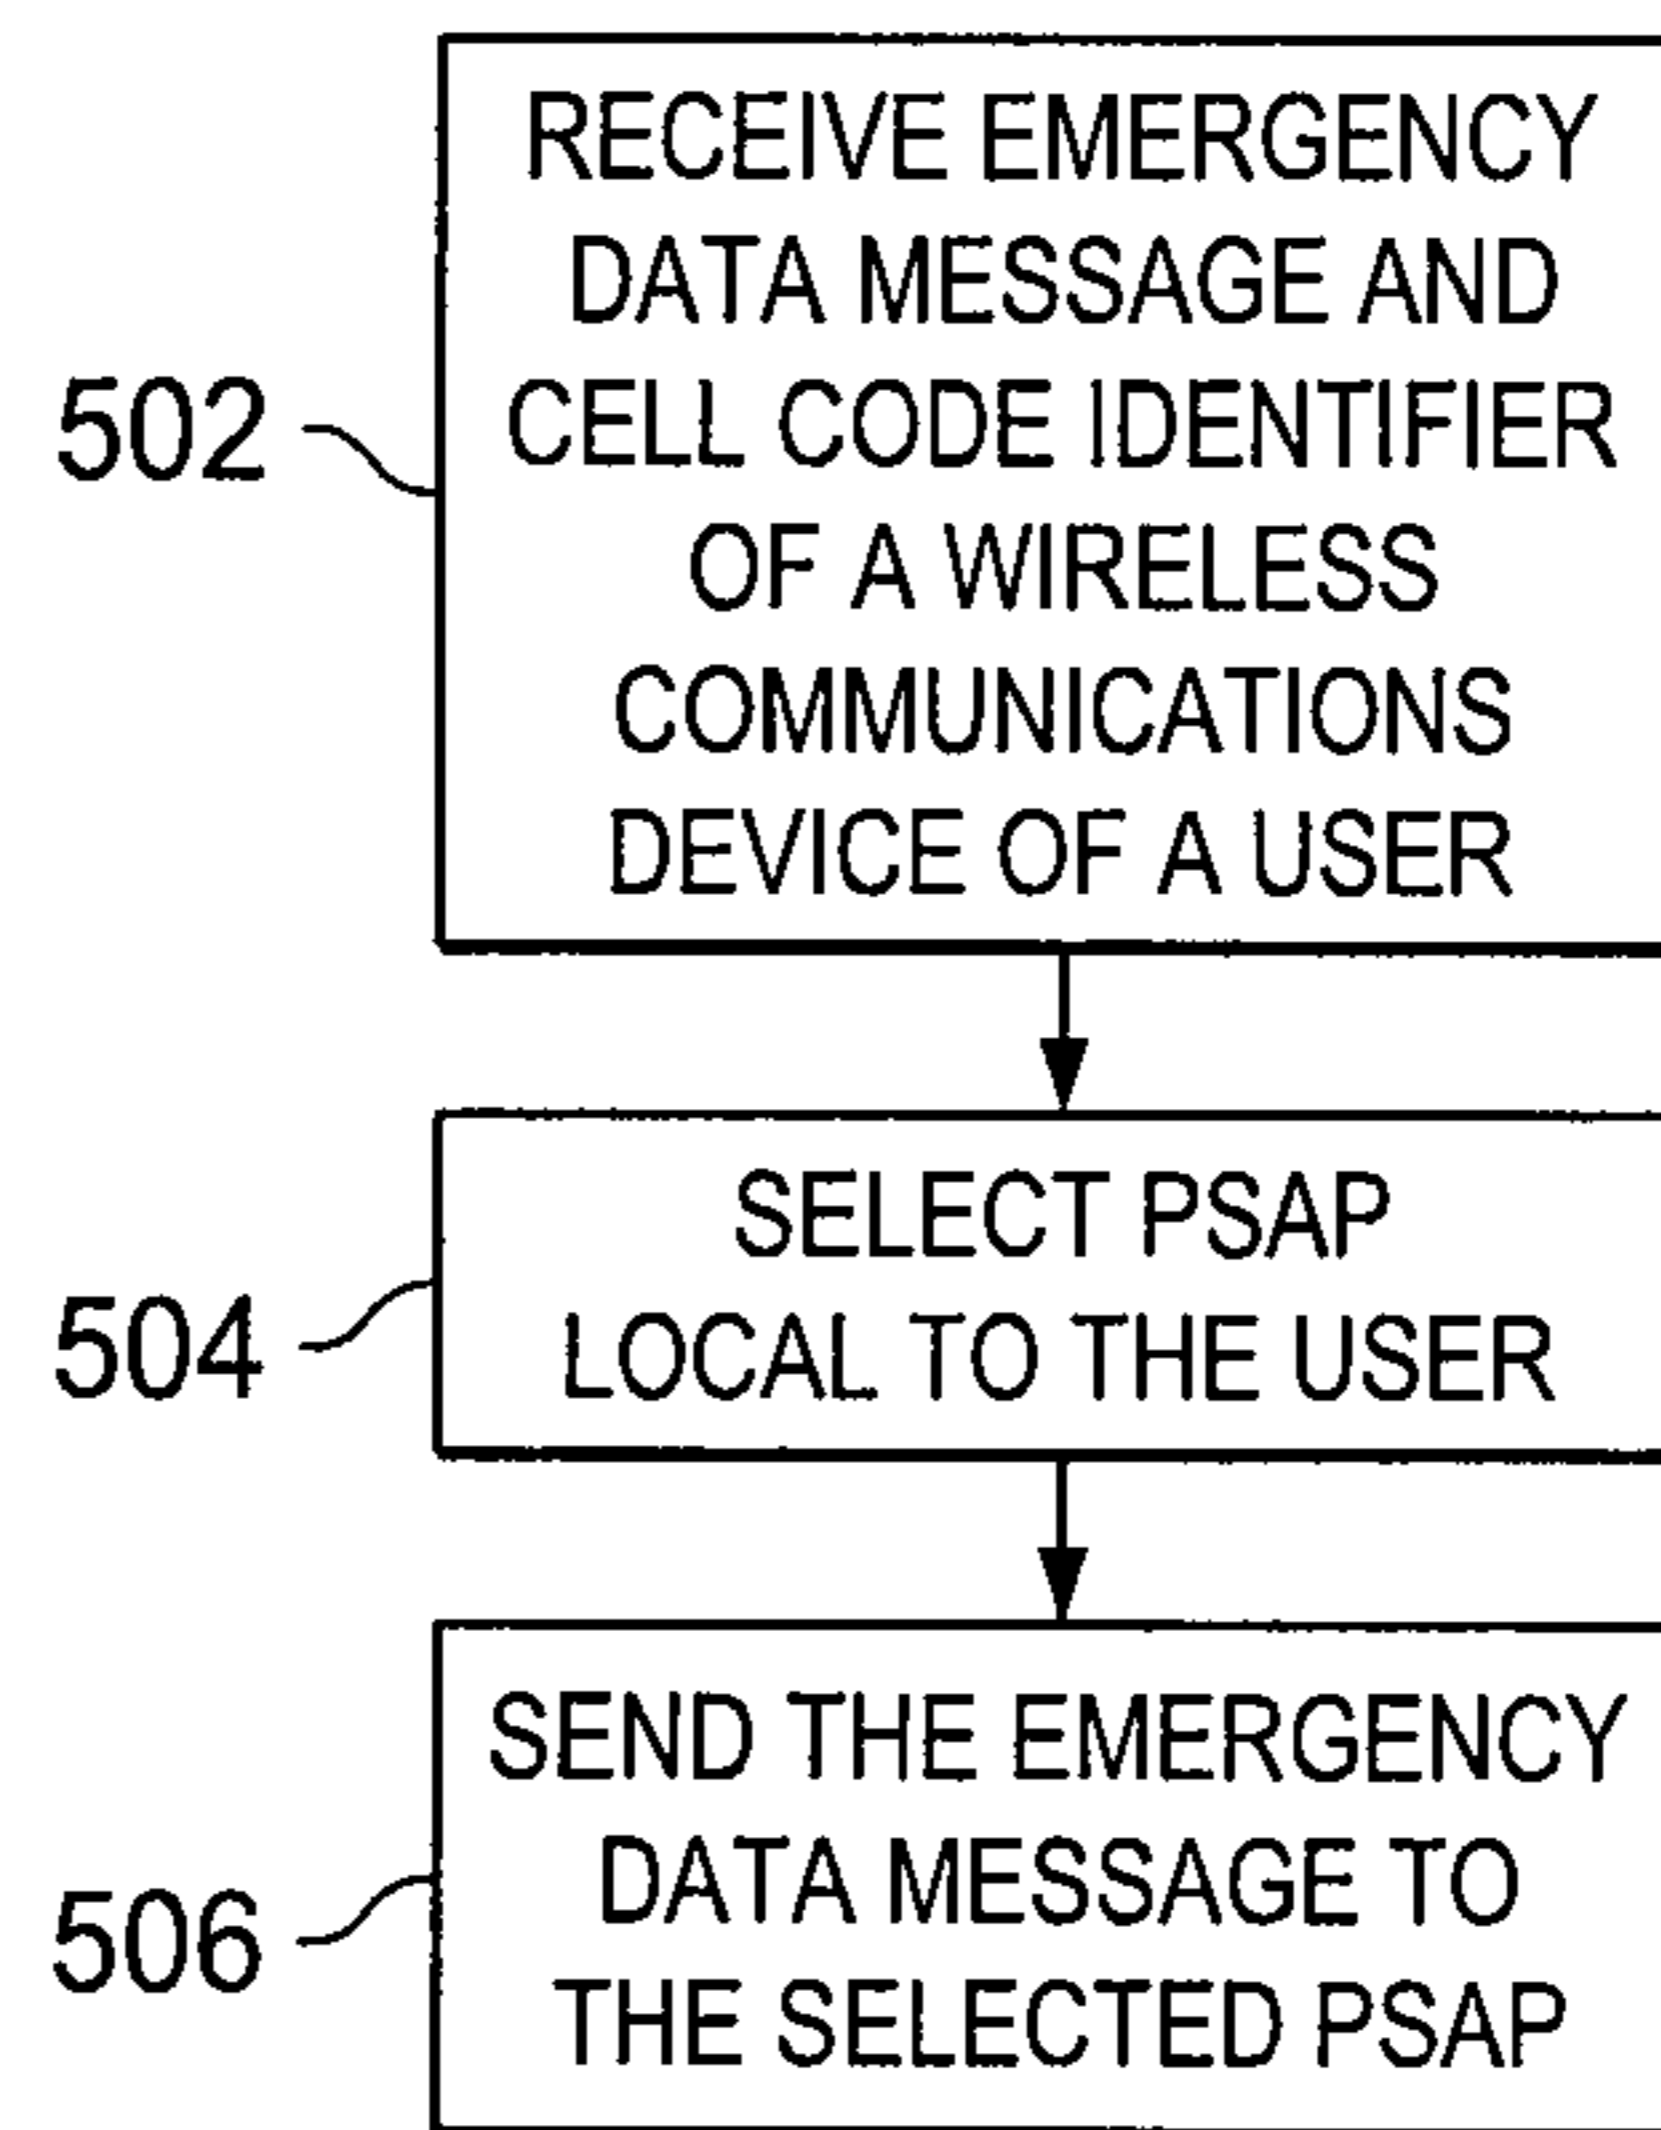 RECEIVE EMERGENCY
DATA MESSAGE AND
CELL CODE IDENTIFIER
OF A WIRELESS
COMMUNICATIONS
DEVICE OF A USER
502
SELECT PSAP
LOCAL TO THE USER
504
SEND THE EMERGENCY
DATA MESSAGE TO
THE SELECTED PSAP
506